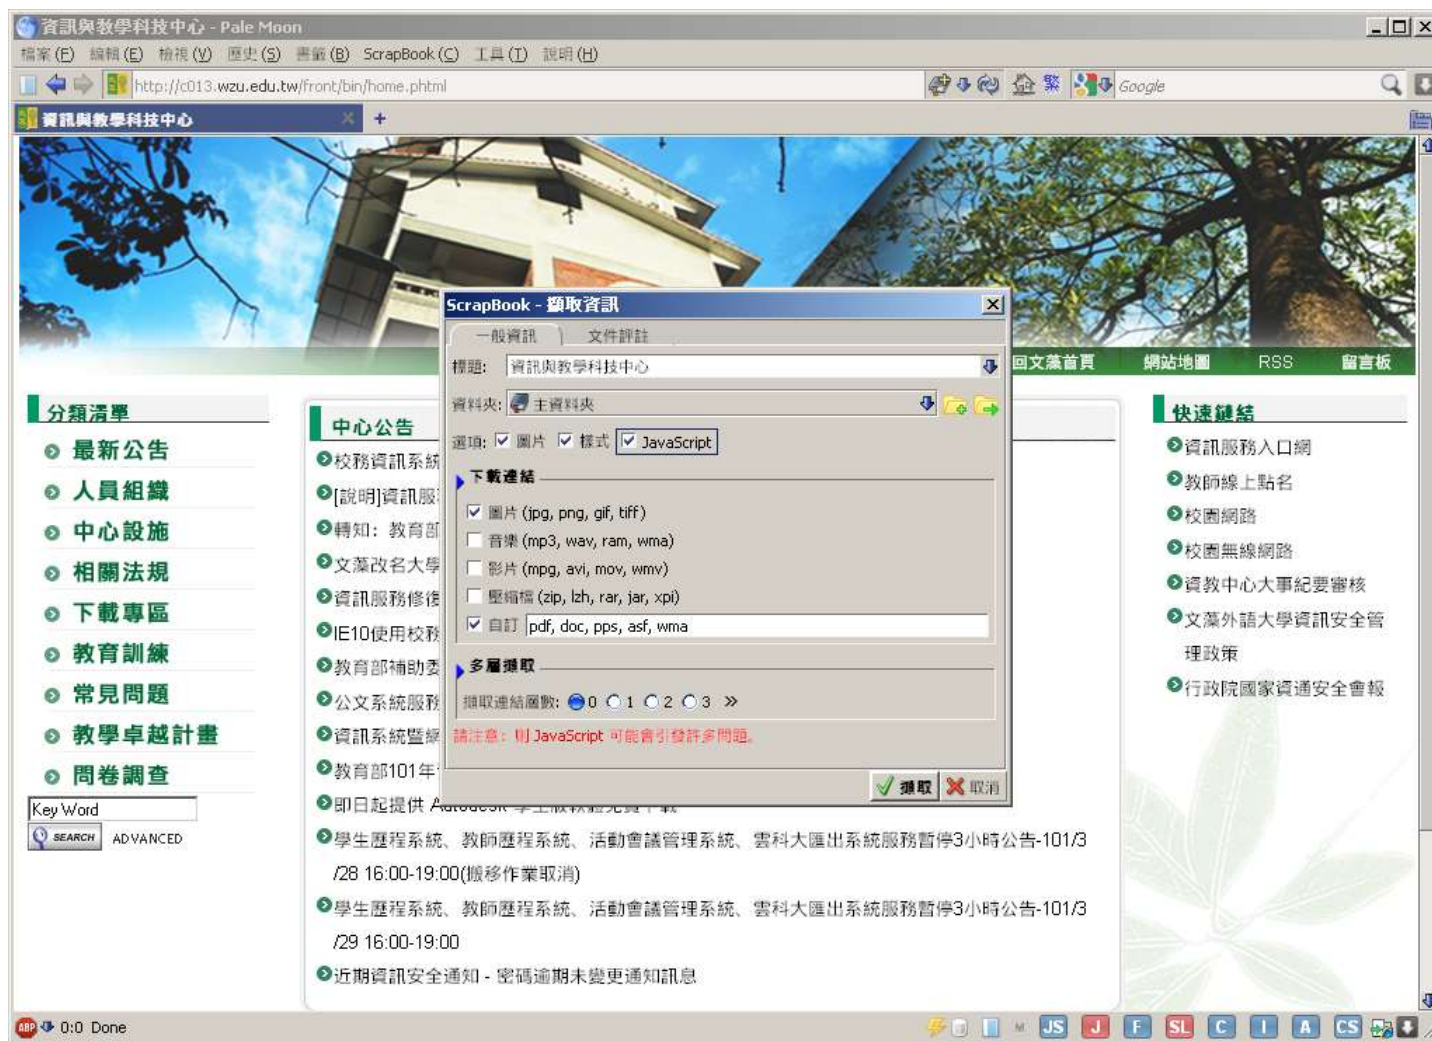 資訊與教學科技中心 - Pale Moon
檔案(F) 編輯(E) 檢視(V) 歷史(S) 書籤(B) ScrapBook(C) 工具(T) 說明(H)
http://c013.wzu.edu.tw/front/bin/home.phtml
繁
Google
資訊與教學科技中心
回文藻首頁 網站地圖 RSS 留言板
分類清單
最新公告
人員組織
中心設施
相關法規
下載專區
教育訓練
常見問題
教學卓越計畫
問卷調查
Key Word
SEARCH ADVANCED
中心公告
校務資訊系統
[說明]資訊服
轉知：教育部
文藻改名大學
資訊服務修復
IE10使用校務
教育部補助委
公文系統服務
資訊系統暨網
教育部101年
即日起提供 Autodesk 學生版軟體免費下載
學生歷程系統、教師歷程系統、活動會議管理系統、雲科大匯出系統服務暫停3小時公告-101/3
/28 16:00-19:00(搬移作業取消)
學生歷程系統、教師歷程系統、活動會議管理系統、雲科大匯出系統服務暫停3小時公告-101/3
/29 16:00-19:00
近期資訊安全通知 - 密碼逾期未變更通知訊息
ScrapBook - 擷取資訊
一般資訊 文件評註
標題: 資訊與教學科技中心
資料夾: 主資料夾
選項: 圖片 樣式 JavaScript
下載連結
圖片 (jpg, png, gif, tiff)
音樂 (mp3, wav, ram, wma)
影片 (mpg, avi, mov, wmv)
壓縮檔 (zip, lzh, rar, jar, xpi)
自訂 pdf, doc, pps, asf, wma
多層擷取
擷取連結層數: 0 1 2 3 »
請注意：則 JavaScript 可能會引發許多問題。
擷取 取消
快速鏈結
資訊服務入口網
教師線上點名
校園網路
校園無線網路
資教中心大事紀要審核
文藻外語大學資訊安全管
理政策
行政院國家資通安全會報
ABP 0:0 Done
M JS J F SL C I A CS